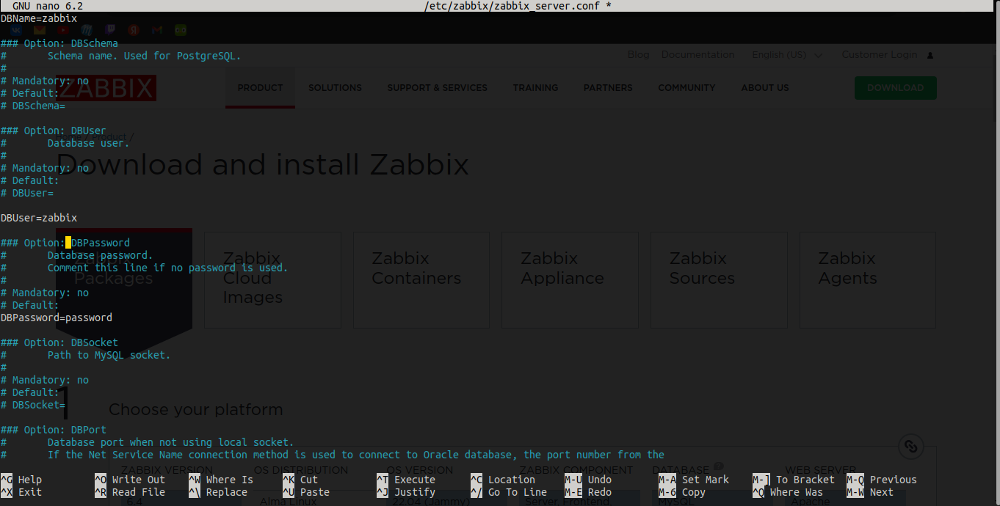 GNU nano 6.2 /etc/zabbix/zabbix_server.conf *
DBName=zabbix
### Option: DBSchema
# Schema name. Used for PostgreSQL.
#
# Mandatory: no
# Default:
# DBSchema=
### Option: DBUser
# Database user.
#
# Mandatory: no
# Default:
# DBUser=
DBUser=zabbix
### Option: DBPassword
# Database password.
# Comment this line if no password is used.
#
# Mandatory: no
# Default:
DBPassword=password
### Option: DBSocket
# Path to MySQL socket.
#
# Mandatory: no
# Default:
# DBSocket=
### Option: DBPort
# Database port when not using local socket.
# If the Net Service Name connection method is used to connect to Oracle database, the port number from the
^G Help ^O Write Out ^W Where Is ^K Cut ^T Execute ^C Location M-U Undo M-A Set Mark M-] To Bracket M-Q Previous
^X Exit ^R Read File ^\ Replace ^U Paste ^J Justify ^/ Go To Line M-E Redo M-6 Copy ^Q Where Was M-W Next
Blog Documentation English (US) Customer Login
ZABBIX PRODUCT SOLUTIONS SUPPORT & SERVICES TRAINING PARTNERS COMMUNITY ABOUT US DOWNLOAD
Home / Product /
Download and install Zabbix
Zabbix Packages
Zabbix Cloud Images
Zabbix Containers
Zabbix Appliance
Zabbix Sources
Zabbix Agents
1 Choose your platform
ZABBIX VERSION OS DISTRIBUTION OS VERSION ZABBIX COMPONENT DATABASE ? WEB SERVER
6.4 Alma Linux 22.04 (Jammy) Server, Frontend, MySQL Apache